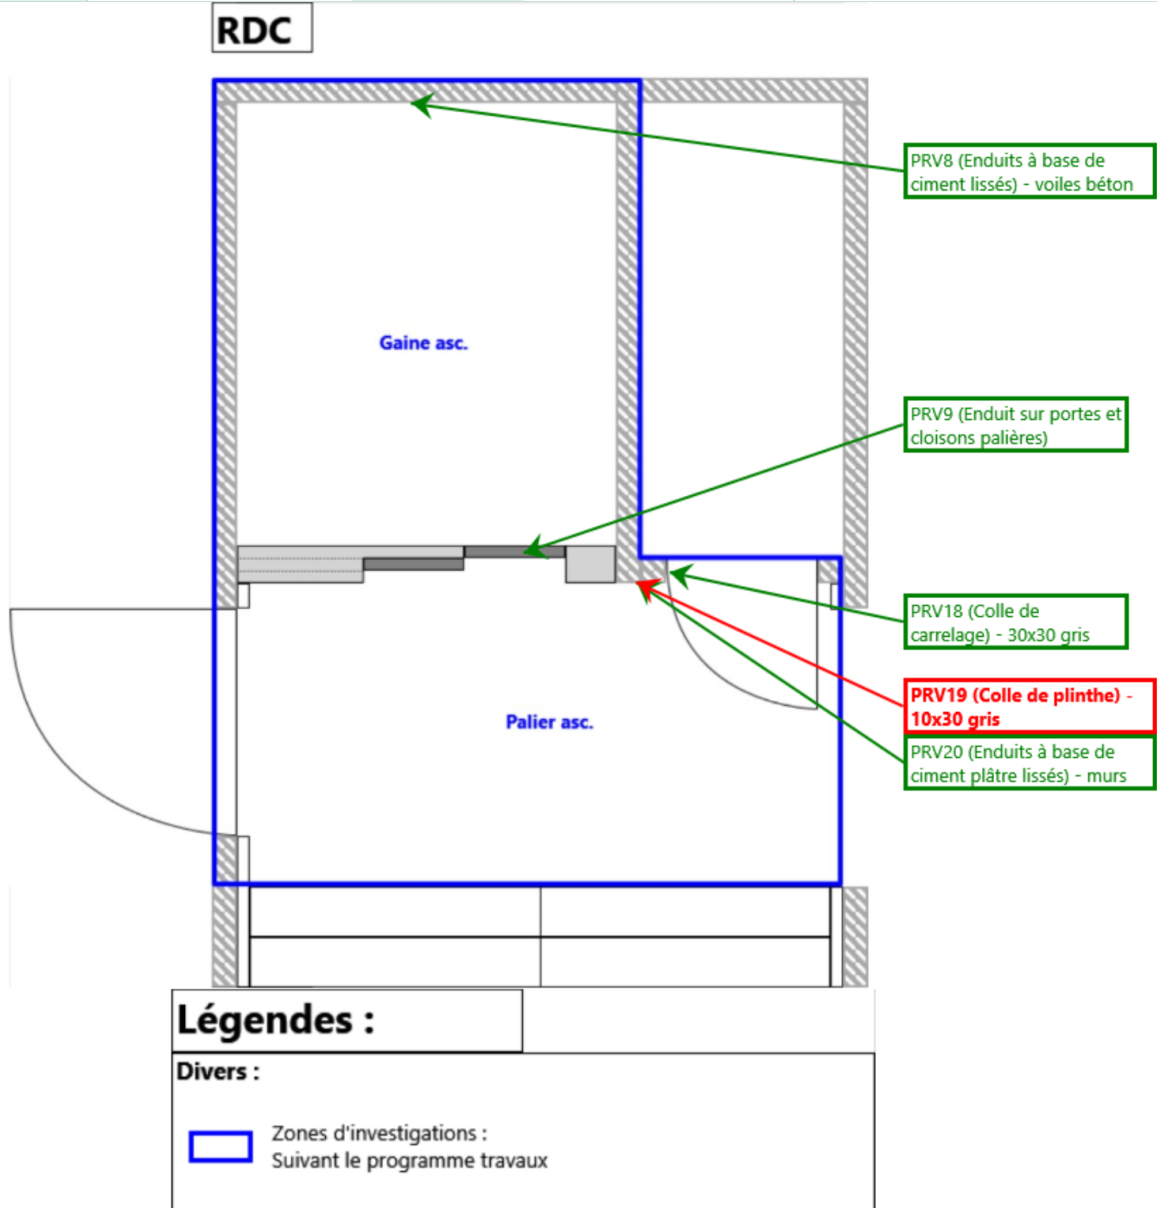 RDC
PRV8 (Enduits à base de
ciment lissés) - voiles béton
Gaine asc.
PRV9 (Enduit sur portes et
cloisons palières)
PRV18 (Colle de
carrelage) - 30x30 gris
PRV19 (Colle de plinthe) -
10x30 gris
Palier asc.
PRV20 (Enduits à base de
ciment plâtre lissés) - murs
Légendes :
Divers :
Zones d'investigations :
Suivant le programme travaux